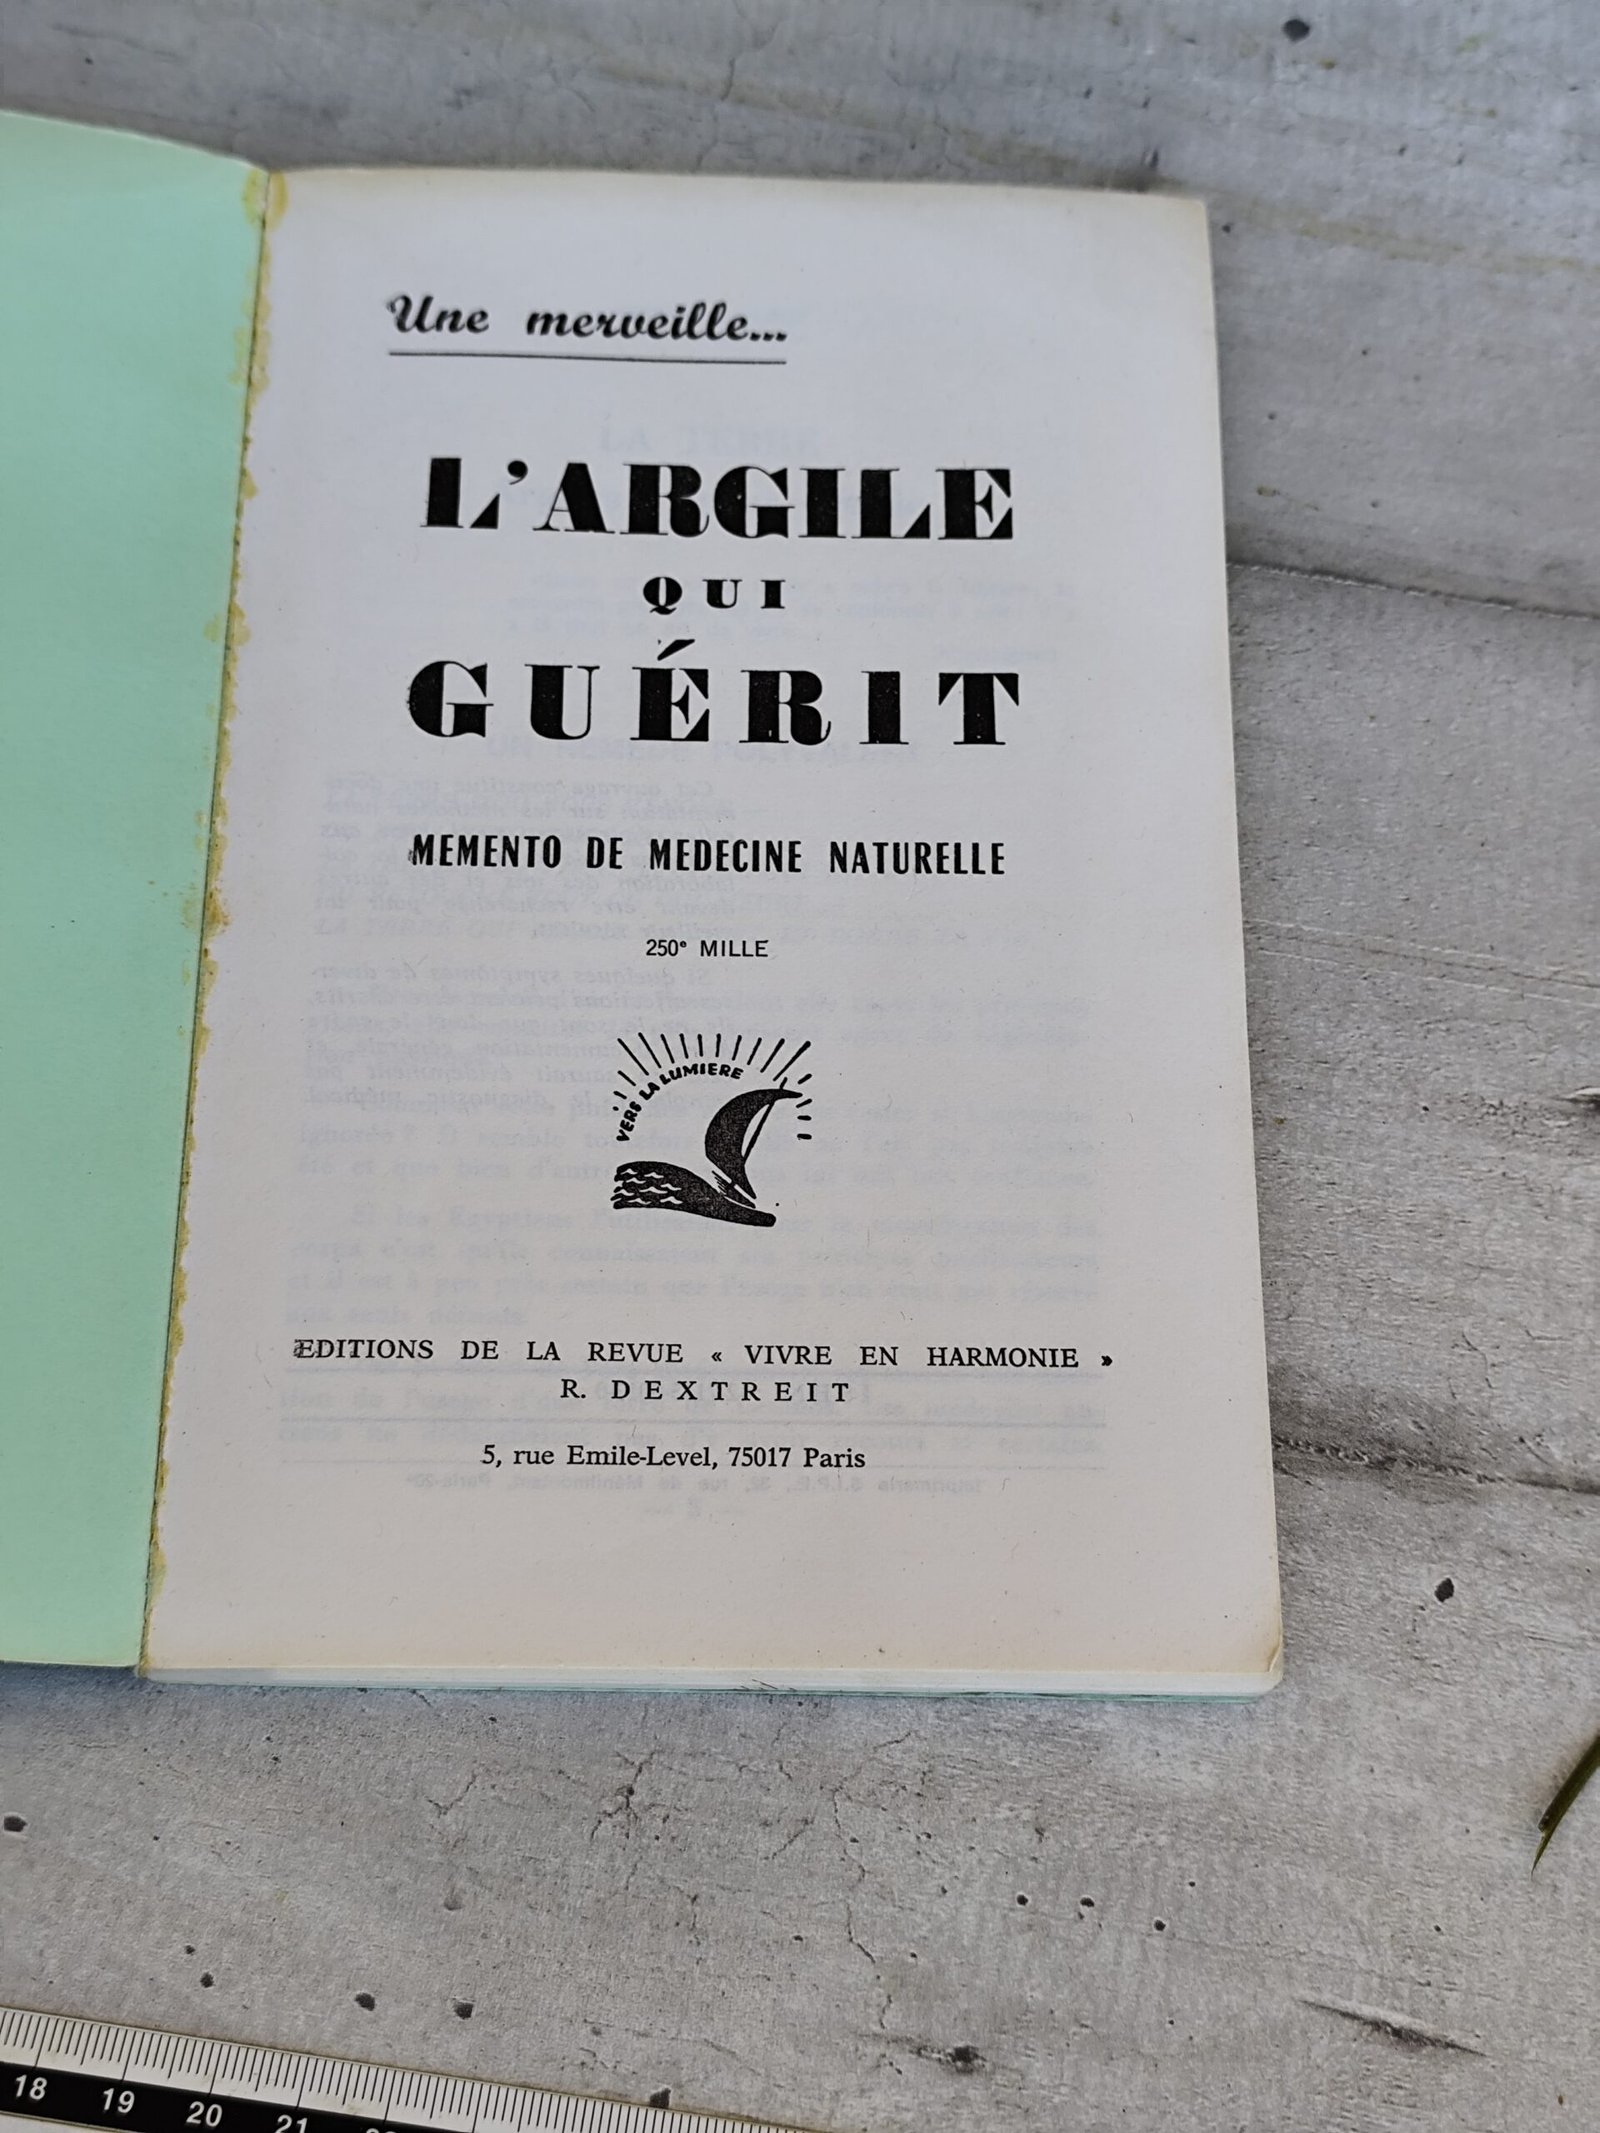 Une merveille...
L'ARGILE
QUI
GUÉRIT
MEMENTO DE MEDECINE NATURELLE
250e MILLE
VERS LA LUMIERE
EDITIONS DE LA REVUE « VIVRE EN HARMONIE »
R. DEXTREIT
5, rue Emile-Level, 75017 Paris
18 19 20 21